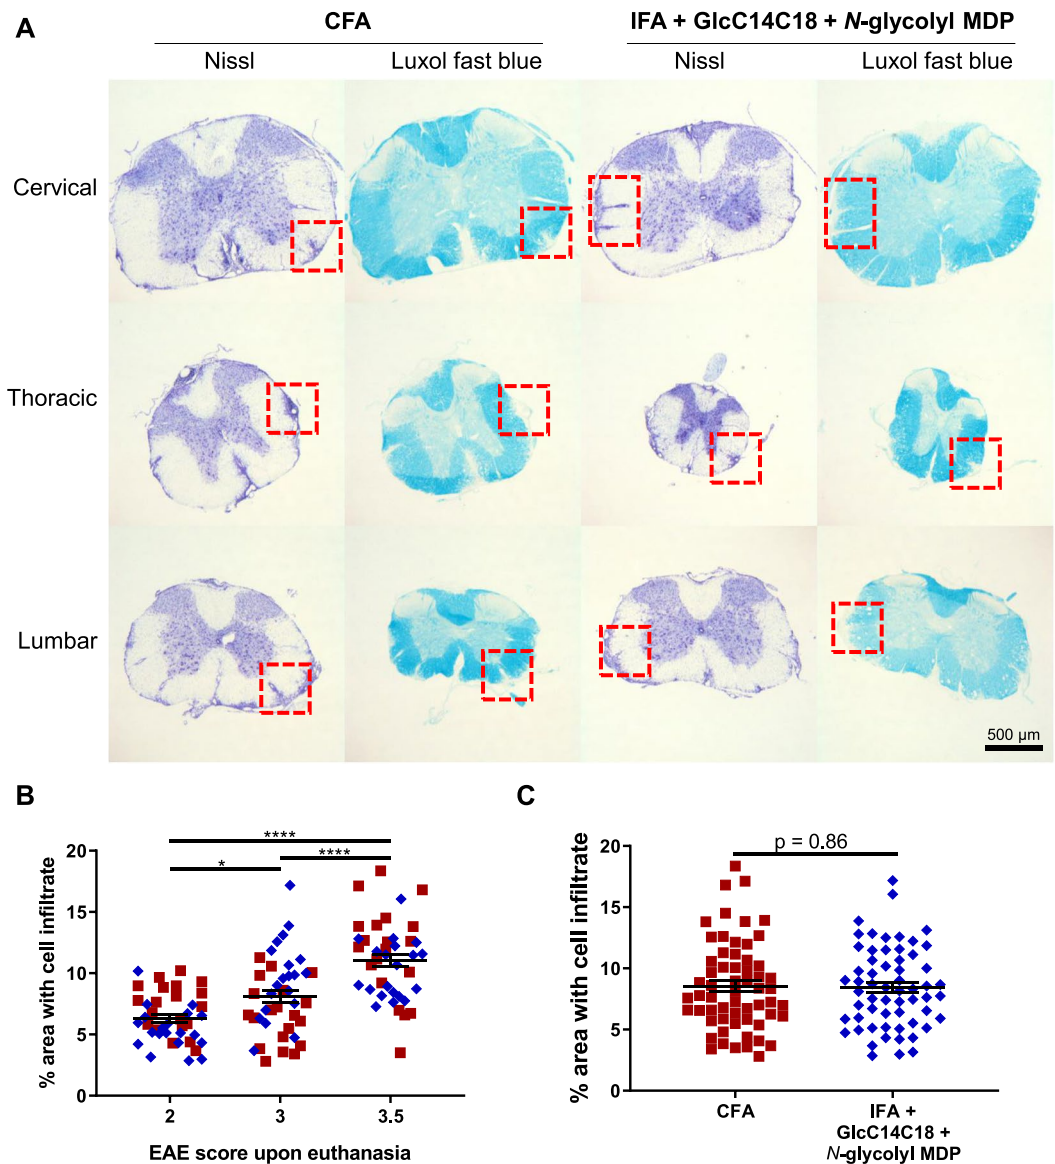 A
CFA
IFA + GlcC14C18 + N-glycolyl MDP
Nissl
Luxol fast blue
Nissl
Luxol fast blue
Cervical
Thoracic
Lumbar
500 µm
B
% area with cell infiltrate
20
15
10
5
0
****
*
****
2
3
3.5
EAE score upon euthanasia
C
% area with cell infiltrate
20
15
10
5
0
p = 0.86
CFA
IFA +
GlcC14C18 +
N-glycolyl MDP